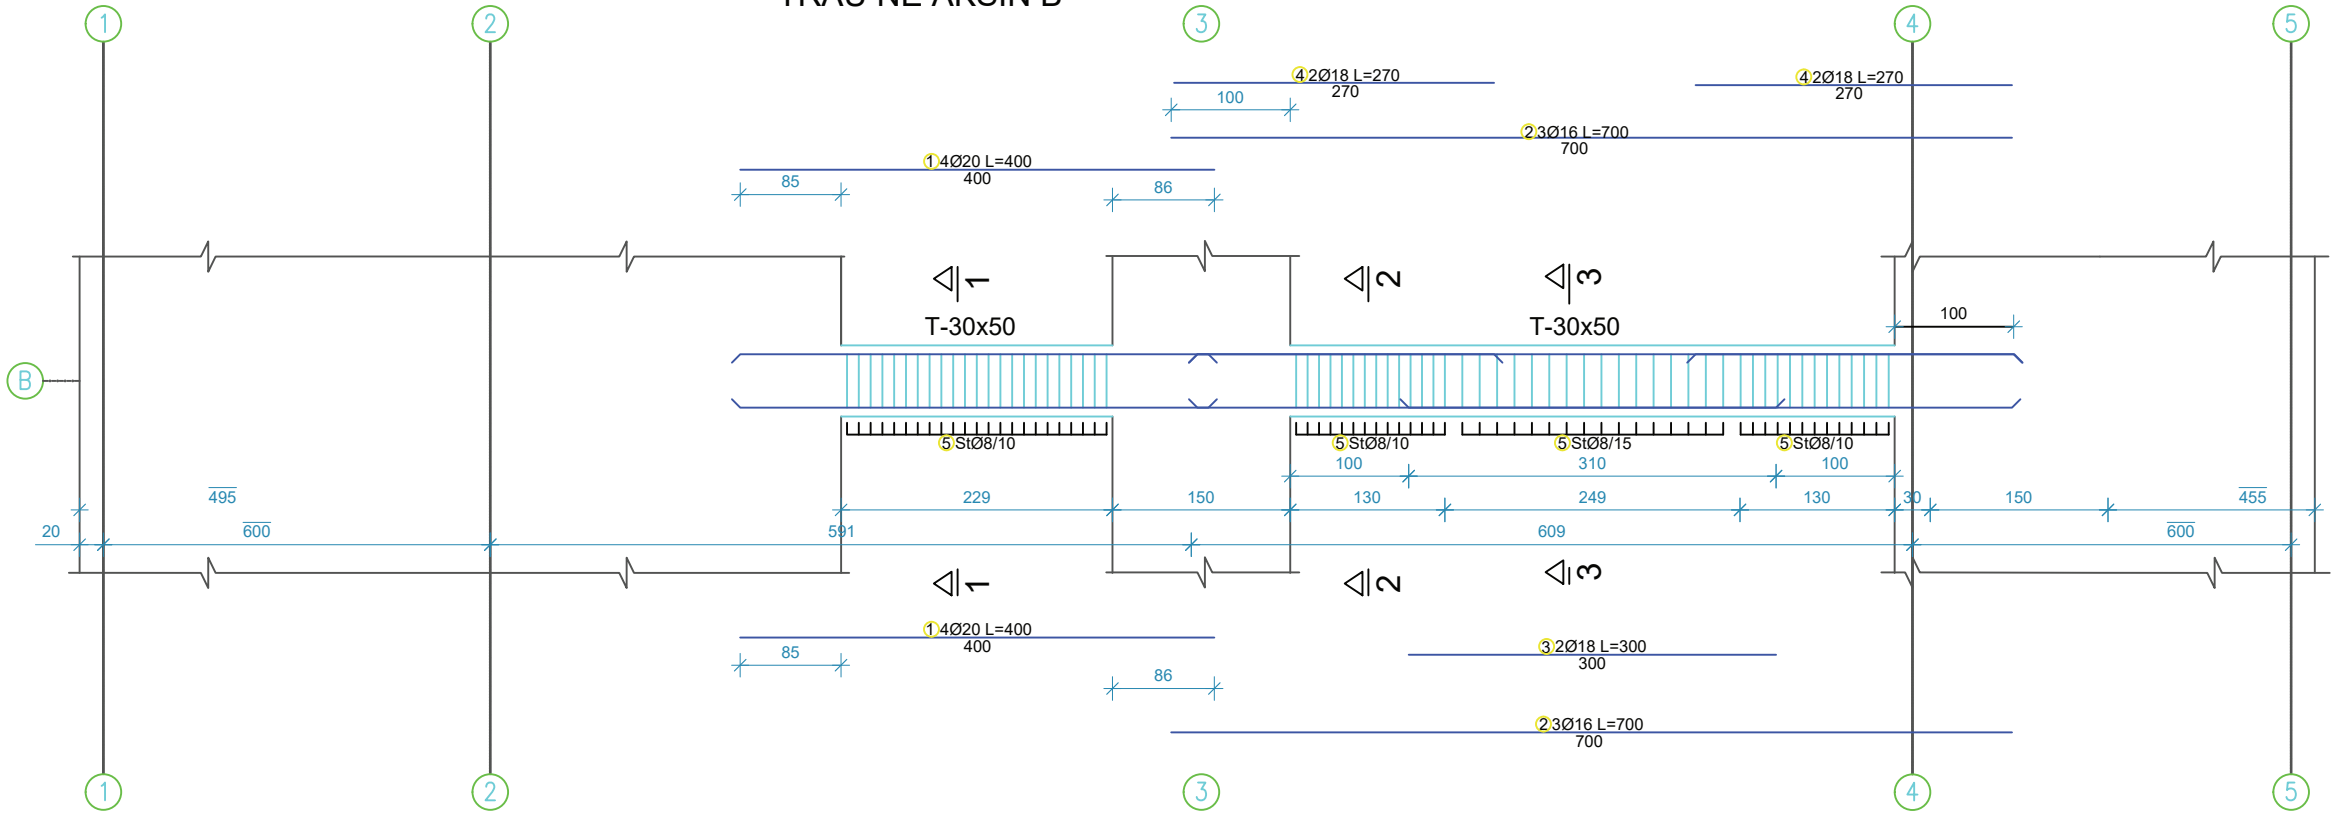 TRAU NE AKSIN B
1 2 3 4 5
4 2Ø18 L=270
270
4 2Ø18 L=270
270
100
2 3Ø16 L=700
700
1 4Ø20 L=400
400
85
86
1
2
3
T-30x50
T-30x50
100
B
5 StØ8/10
5 StØ8/10
5 StØ8/15
5 StØ8/10
100 310 100
495 229 150 130 249 130 30 150 455
20 600 591 609 600
1
2
3
1 4Ø20 L=400
400
85
86
3 2Ø18 L=300
300
2 3Ø16 L=700
700
1 2 3 4 5